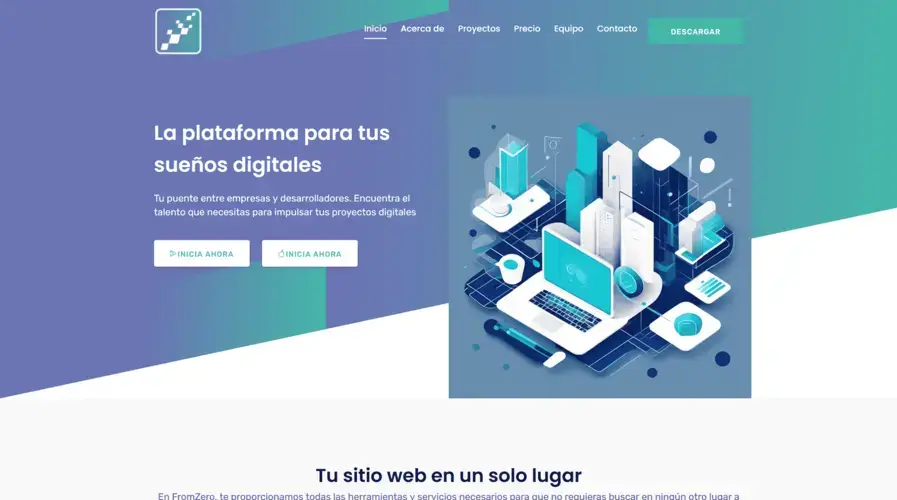 Inicio Acerca de Proyectos Precio Equipo Contacto DESCARGAR
La plataforma para tus
sueños digitales
Tu puente entre empresas y desarrolladores. Encuentra el
talento que necesitas para impulsar tus proyectos digitales
INICIA AHORA INICIA AHORA
Tu sitio web en un solo lugar
En FromZero, te proporcionamos todas las herramientas y servicios necesarios para que no requieras buscar en ningún otro lugar a